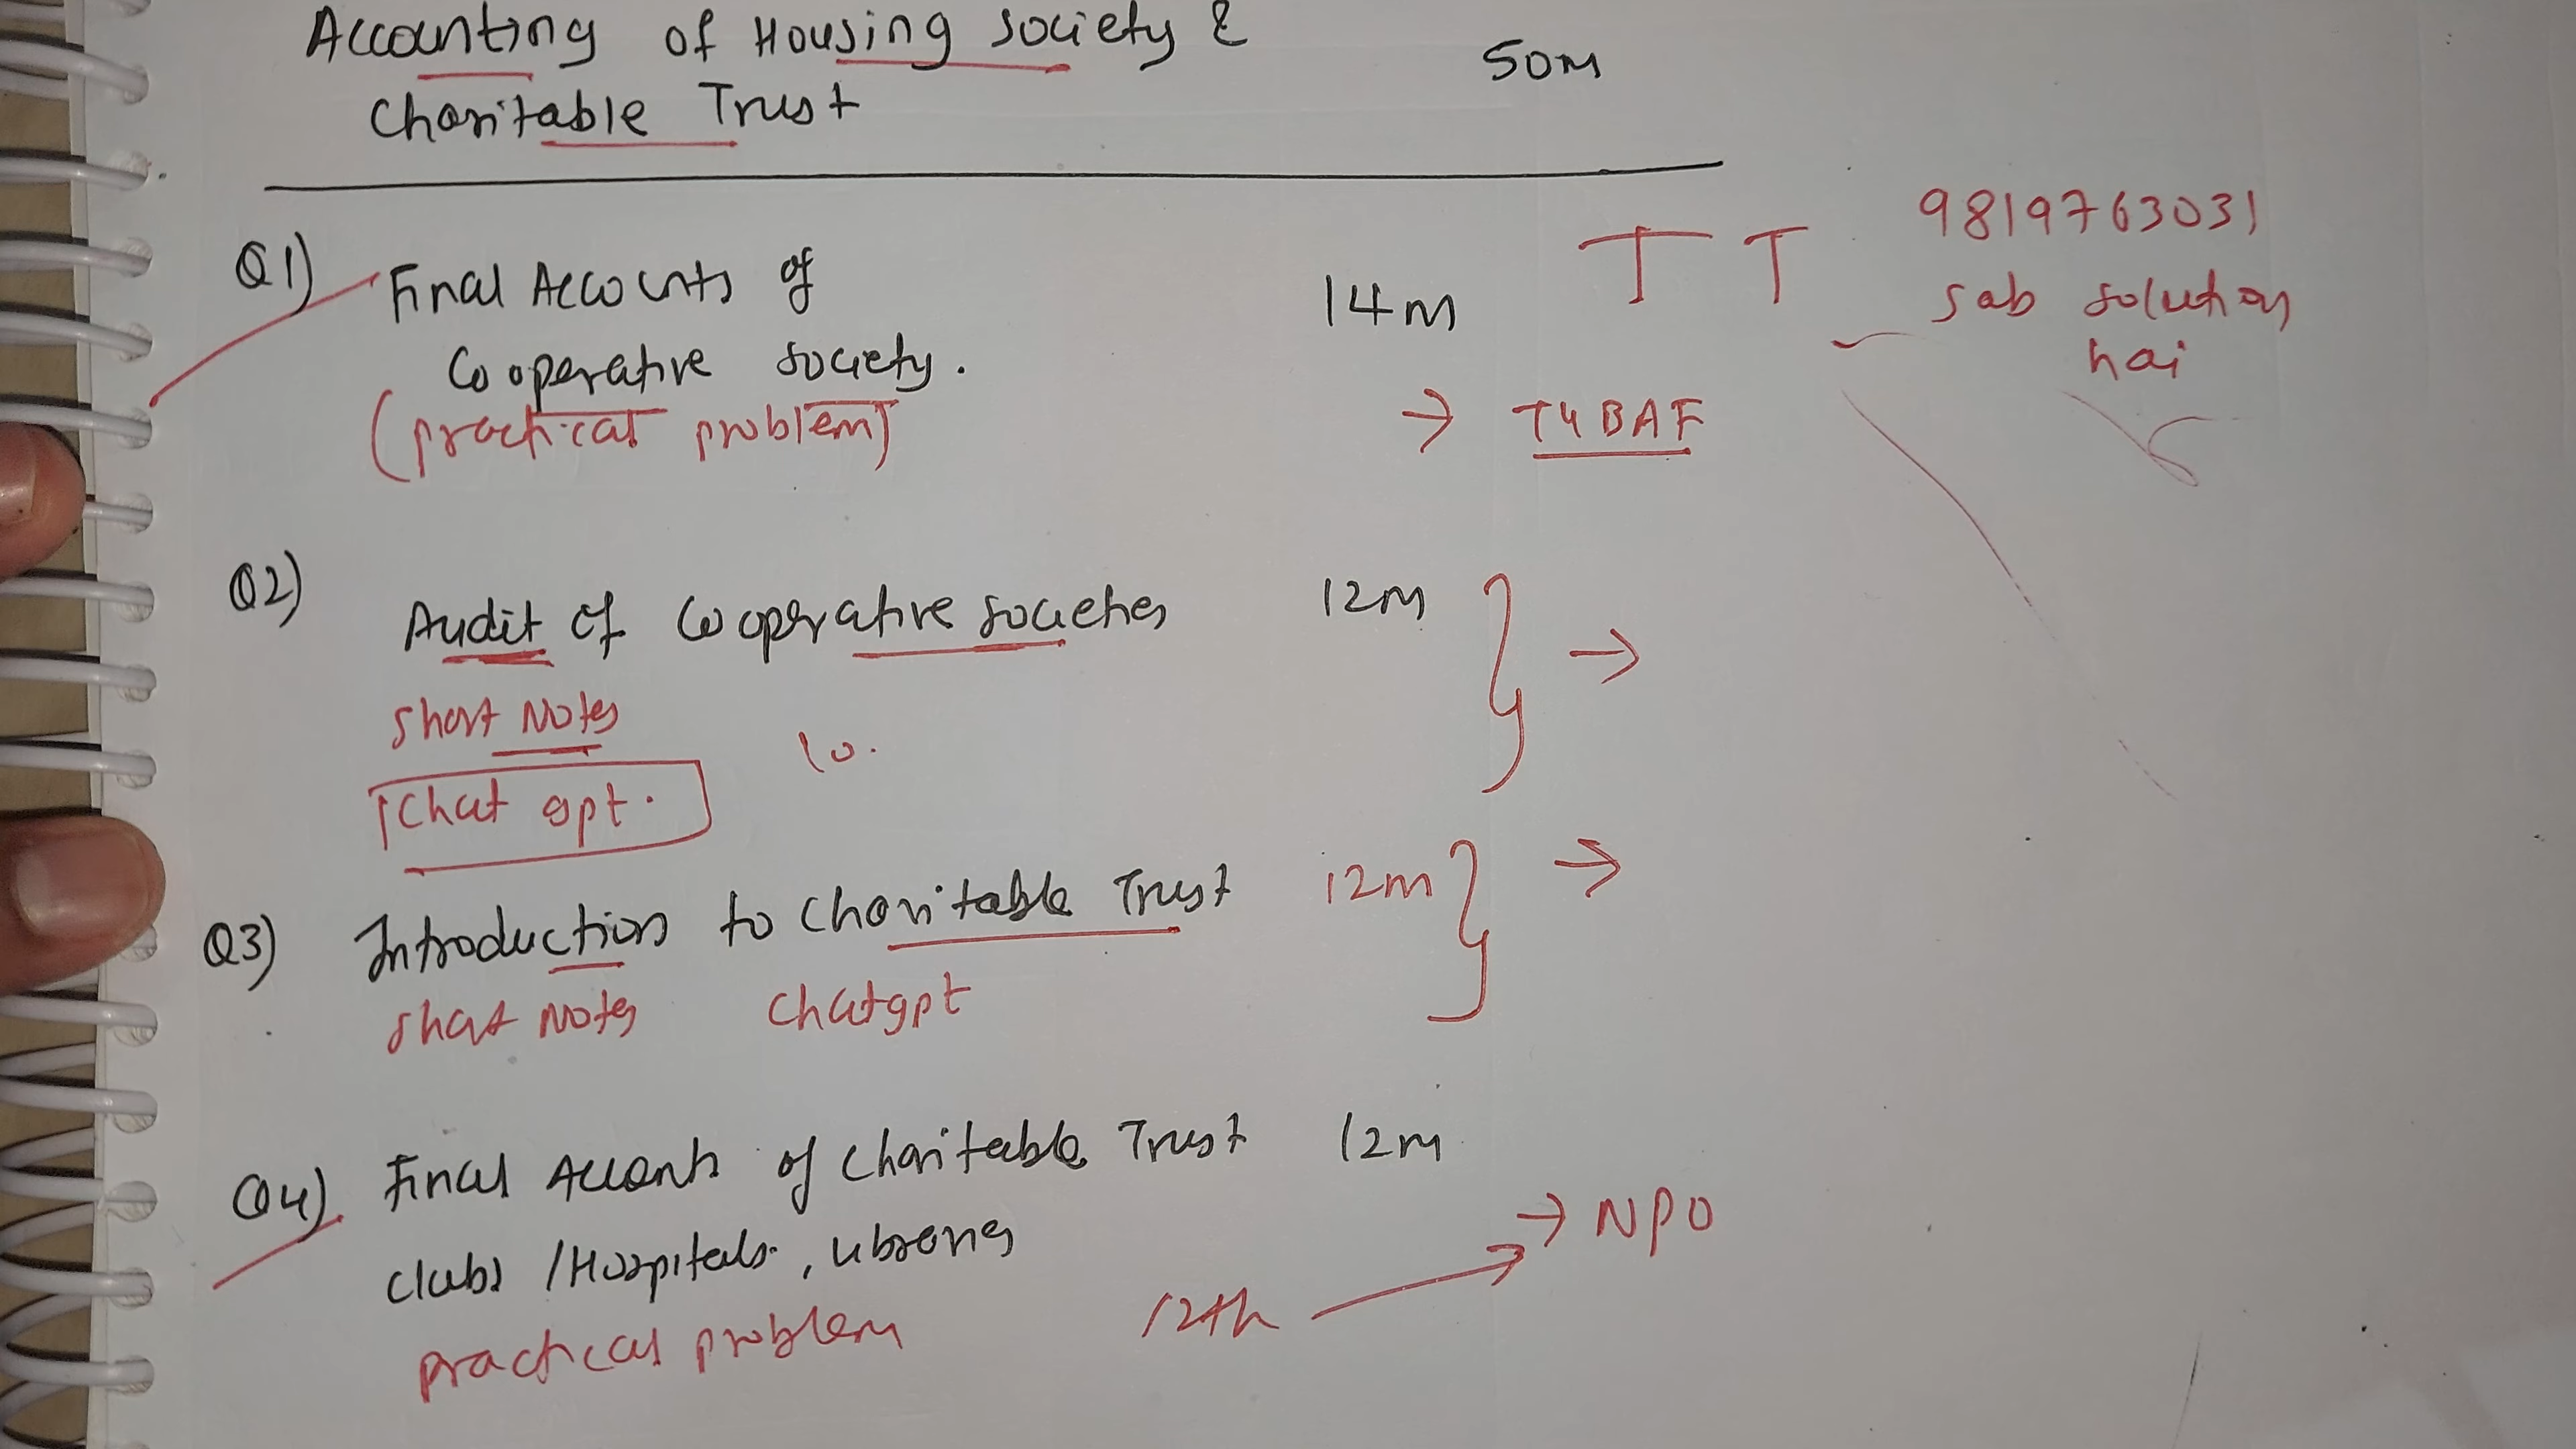 Accounting of Housing Society &
Charitable Trust
50m
Q1) Final Accounts of
Cooperative Society.
(practical problem)
14m
TT
9819763031
sab solution
hai
→ T4BAF
Q2)
Audit of Cooperative Societies
12m
→
Short Notes
10.
Chat gpt.
Q3) Introduction to Charitable Trust
12m
→
Short Notes
Chatgpt
Q4) Final Accounts of Charitable Trust
12m
Clubs / Hospitals, Libraries
→ NPO
practical problem
12th